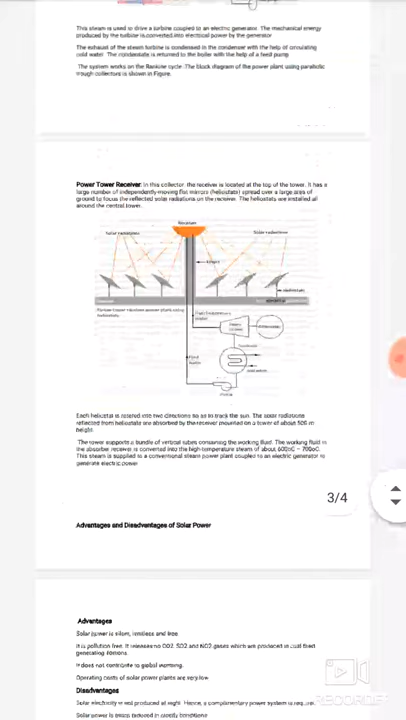 This steam is used to drive a turbine coupled to an electric generator. The mechanical energy
produced by the turbine is converted into electrical power by the generator
The exhaust of the steam turbine is condensed in the condenser with the help of circulating
cold water. The condensate is returned to the boiler with the help of a feed pump
The system works on the Rankine cycle. The block diagram of the power plant using parabolic
trough collectors is shown in Figure.
Power Tower Receiver: In this collector, the receiver is located at the top of the tower. It has a
large number of independently-moving flat mirrors (heliostats) spread over a large area of
ground to focus the reflected solar radiations on the receiver. The heliostats are installed all
around the central tower.
Receiver
Solar radiations
Solar radiations
Tower
Heliostats
Each heliostat is rotated into two directions so as to track the sun. The solar radiations
reflected from heliostats are absorbed by the receiver mounted on a tower of about 500 m
height.
The tower supports a bundle of vertical tubes containing the working fluid. The working fluid in
the absorber receiver is converted into the high-temperature steam of about 600oC – 700oC.
This steam is supplied to a conventional steam power plant coupled to an electric generator to
generate electric power
3/4
Advantages and Disadvantages of Solar Power
Advantages
Solar power is silent, limitless and free.
It is pollution free. It releases no CO2, SO2 and NO2 gases which are produced in coal fired
generating stations.
It does not contribute to global warming.
Operating costs of solar power plants are very low
Disadvantages
Solar electricity is not produced at night. Hence, a complimentary power system is required.
Solar power is
reduced in cloudy conditions
RECORDER